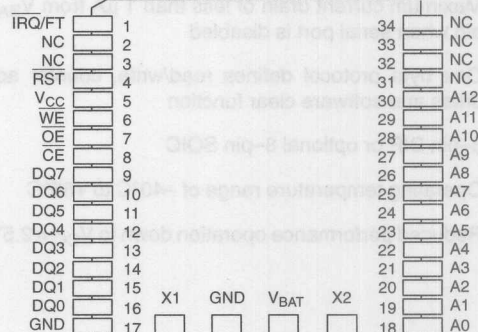 IRQ/FT 1 34 NC
NC 2 33 NC
NC 3 32 NC
RST 4 31 NC
VCC 5 30 A12
WE 6 29 A11
OE 7 28 A10
CE 8 27 A9
DQ7 9 26 A8
DQ6 10 25 A7
DQ5 11 24 A6
DQ4 12 23 A5
DQ3 13 22 A4
DQ2 14 21 A3
DQ1 15 20 A2
DQ0 16 X1 GND VBAT X2 19 A1
GND 17 18 A0